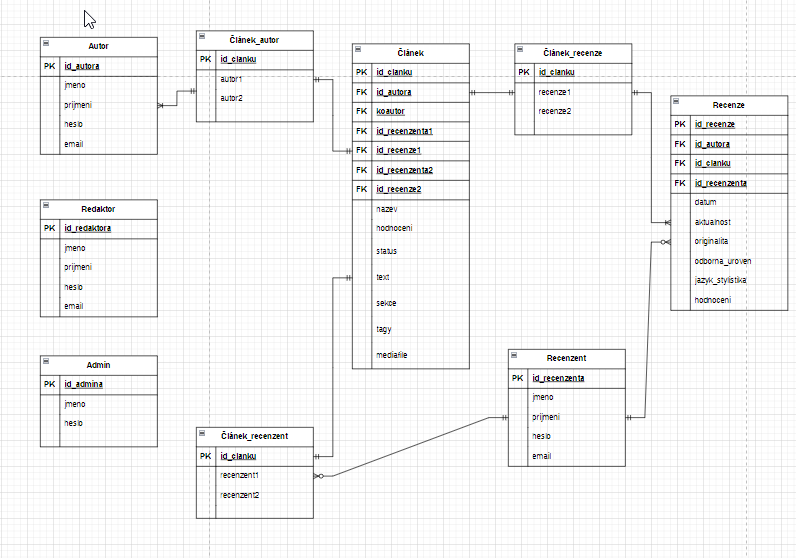 Autor
PK id_autora
jmeno
prijmeni
heslo
email
Článek_autor
PK id_clanku
autor1
autor2
Článek
PK id_clanku
FK id_autora
FK koautor
FK id_recenzenta1
FK id_recenze1
FK id_recenzenta2
FK id_recenze2
nazev
hodnoceni
status
text
sekce
tagy
mediafile
Článek_recenze
PK id_clanku
recenze1
recenze2
Recenze
PK id_recenze
FK id_autora
FK id_clanku
FK id_recenzenta
datum
aktualnost
originalita
odborna_uroven
jazyk_stylistika
hodnoceni
Redaktor
PK id_redaktora
jmeno
prijmeni
heslo
email
Admin
PK id_admina
jmeno
heslo
Článek_recenzent
PK id_clanku
recenzent1
recenzent2
Recenzent
PK id_recenzenta
jmeno
prijmeni
heslo
email